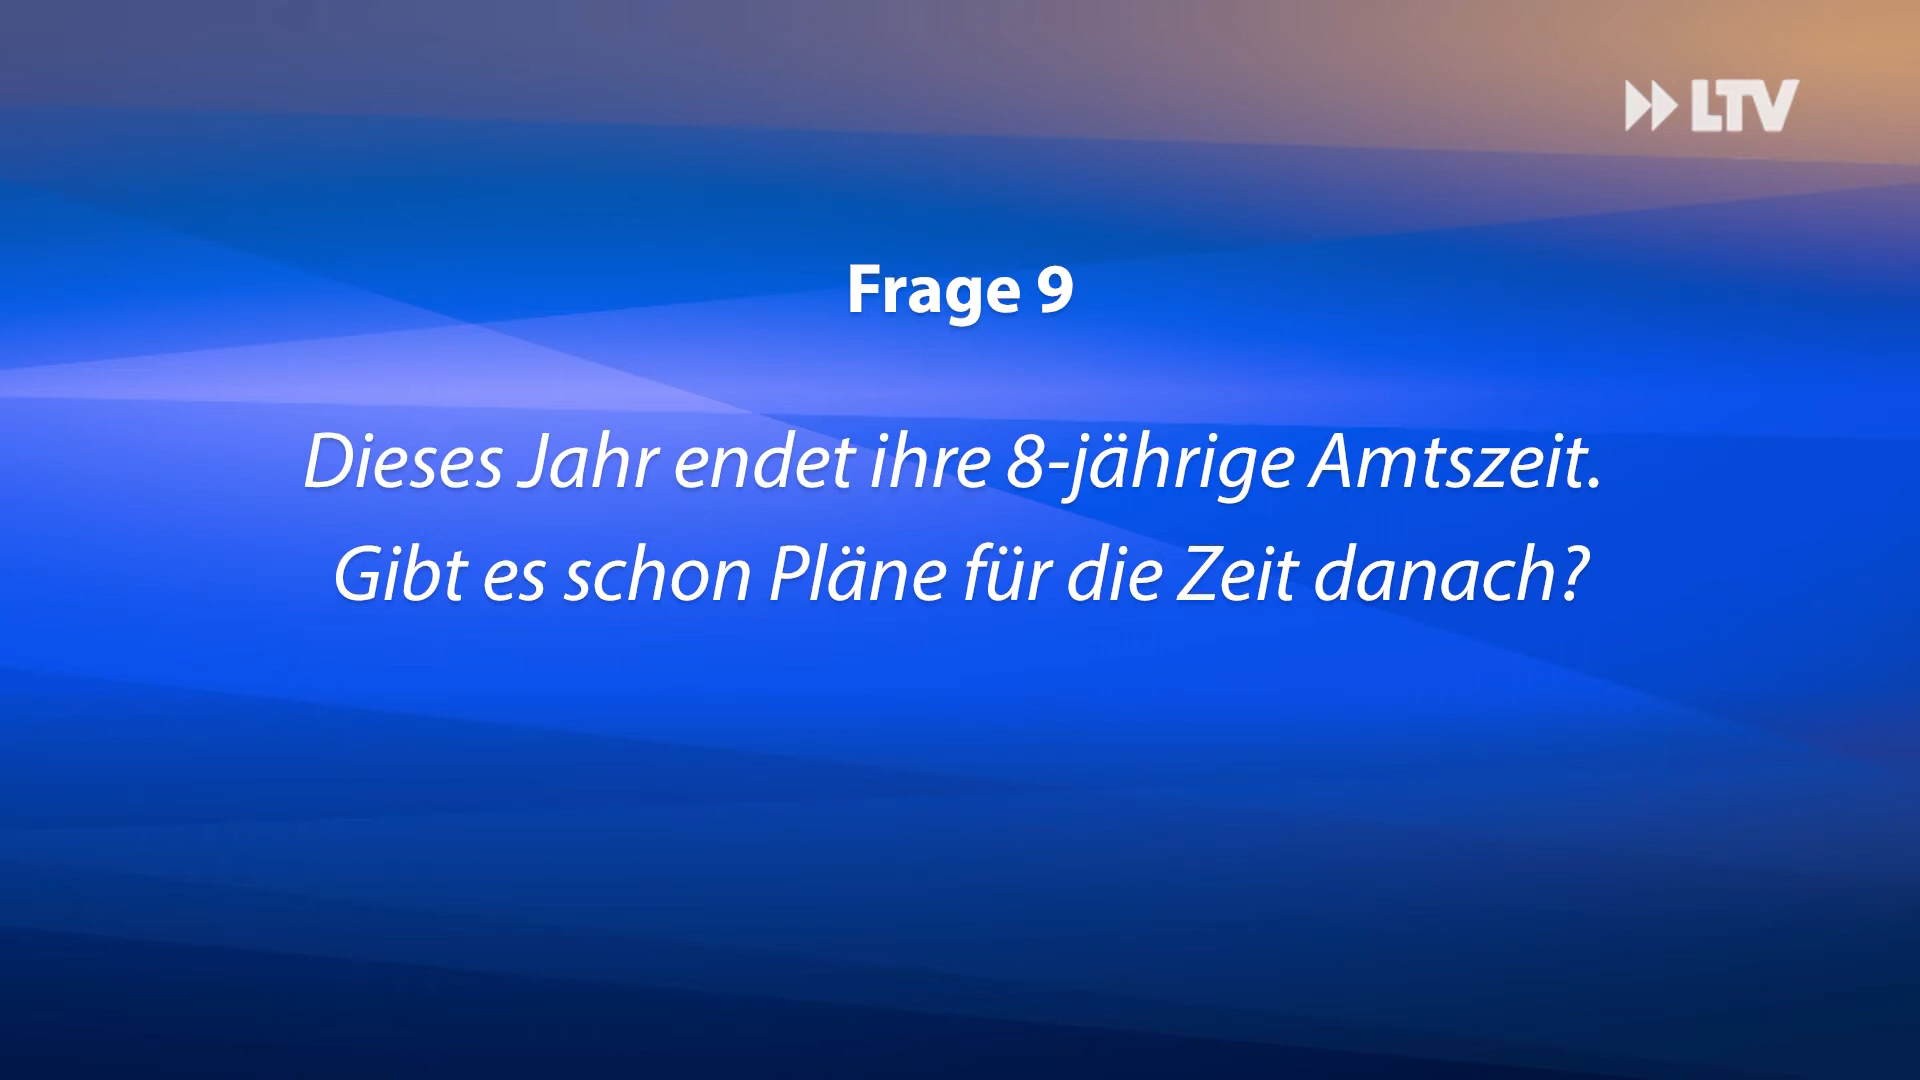 LTV
Frage 9
Dieses Jahr endet ihre 8-jährige Amtszeit.
Gibt es schon Pläne für die Zeit danach?